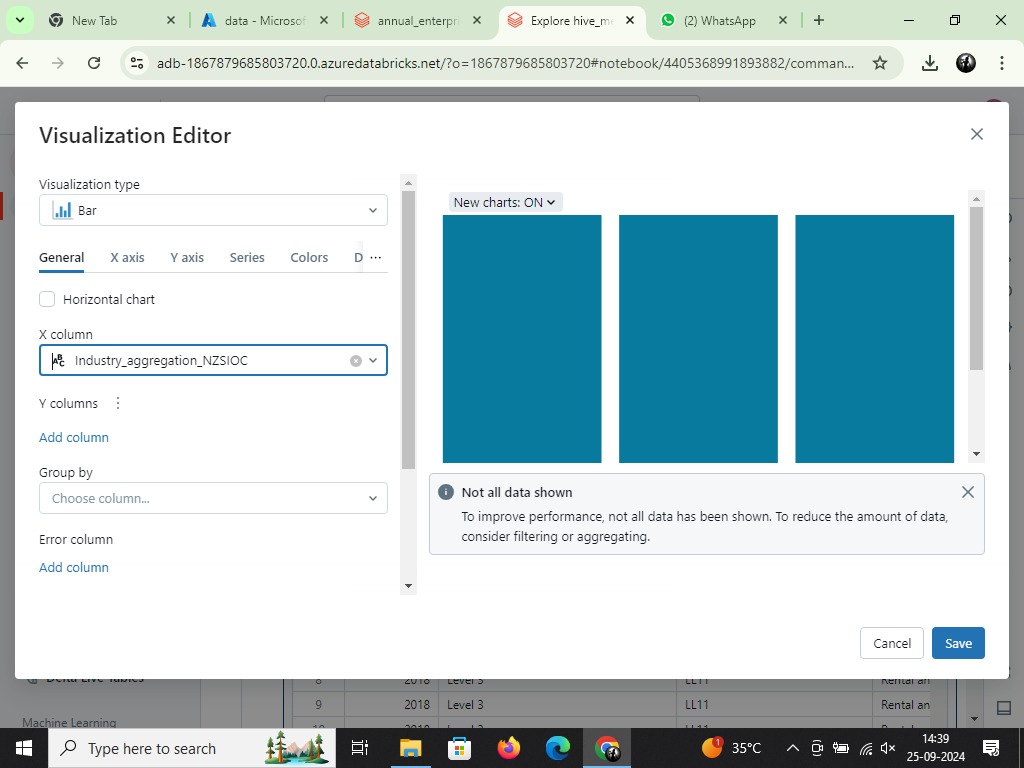 New Tab
data - Microsof
annual_enterpri
Explore hive_me
(2) WhatsApp
adb-1867879685803720.0.azuredatabricks.net/?o=1867879685803720#notebook/4405368991893882/comman...
Visualization Editor
Visualization type
Bar
General X axis Y axis Series Colors D ...
Horizontal chart
X column
Industry_aggregation_NZSIOC
Y columns
Add column
Group by
Choose column...
Error column
Add column
New charts: ON
Not all data shown
To improve performance, not all data has been shown. To reduce the amount of data,
consider filtering or aggregating.
Cancel
Save
Delta Live Tables
Machine Learning
8 2018 Level 3 LL11 Rental an
9 2018 Level 3 LL11 Rental an
Type here to search
1
35°C
14:39
25-09-2024